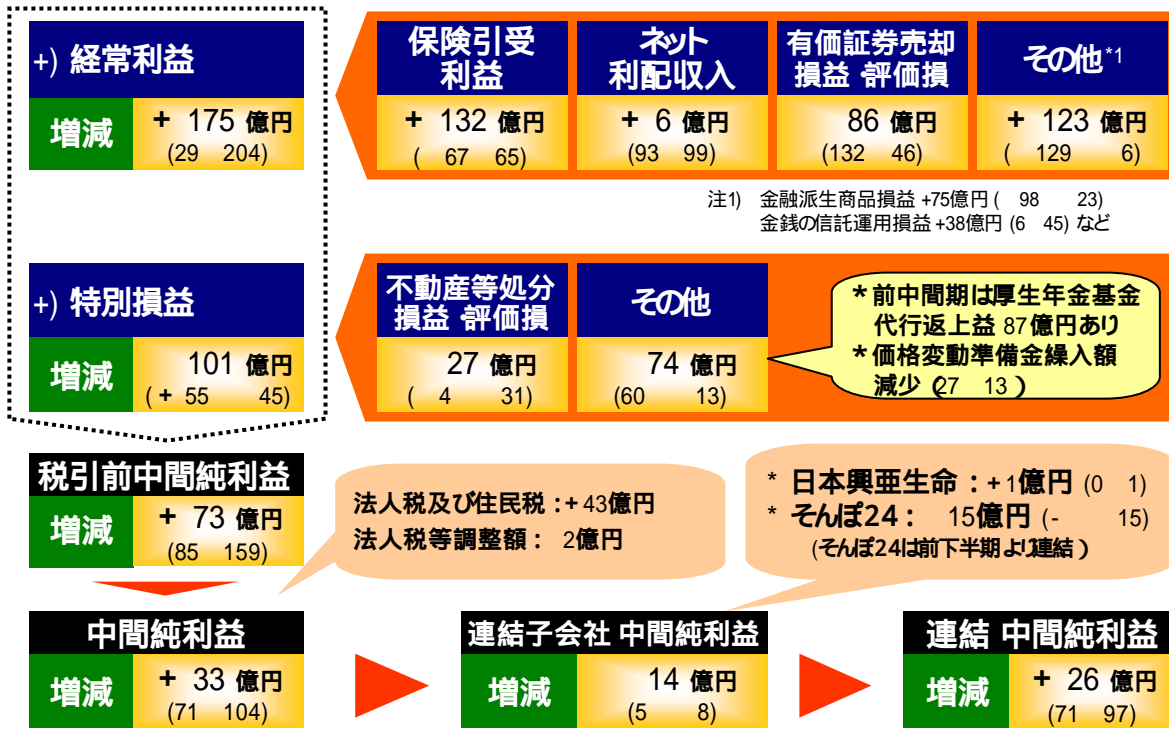 +) 経常利益
増減
+ 175 億円
(29 204)
保険引受
利益
+ 132 億円
( 67 65)
ネット
利配収入
+ 6 億円
(93 99)
有価証券売却
損益・評価損
86 億円
(132 46)
その他 *1
+ 123 億円
( 129 6)
注1) 金融派生商品損益 +75億円 ( 98 23)
金銭の信託運用損益 +38億円 (6 45) など
+) 特別損益
増減
101 億円
( + 55 45)
不動産等処分
損益・評価損
27 億円
( 4 31)
その他
74 億円
(60 13)
* 前中間期は厚生年金基金
代行返上益 87億円あり
* 価格変動準備金繰入額
減少 (27 13 )
税引前中間純利益
増減
+ 73 億円
(85 159)
法人税及び住民税 : + 43億円
法人税等調整額 : 2億円
* 日本興亜生命 : + 1億円 (0 1)
* そんぽ24 : 15億円 (- 15)
(そんぽ24は前下半期より連結 )
中間純利益
増減
+ 33 億円
(71 104)
連結子会社 中間純利益
増減
14 億円
(5 8)
連結 中間純利益
増減
+ 26 億円
(71 97)